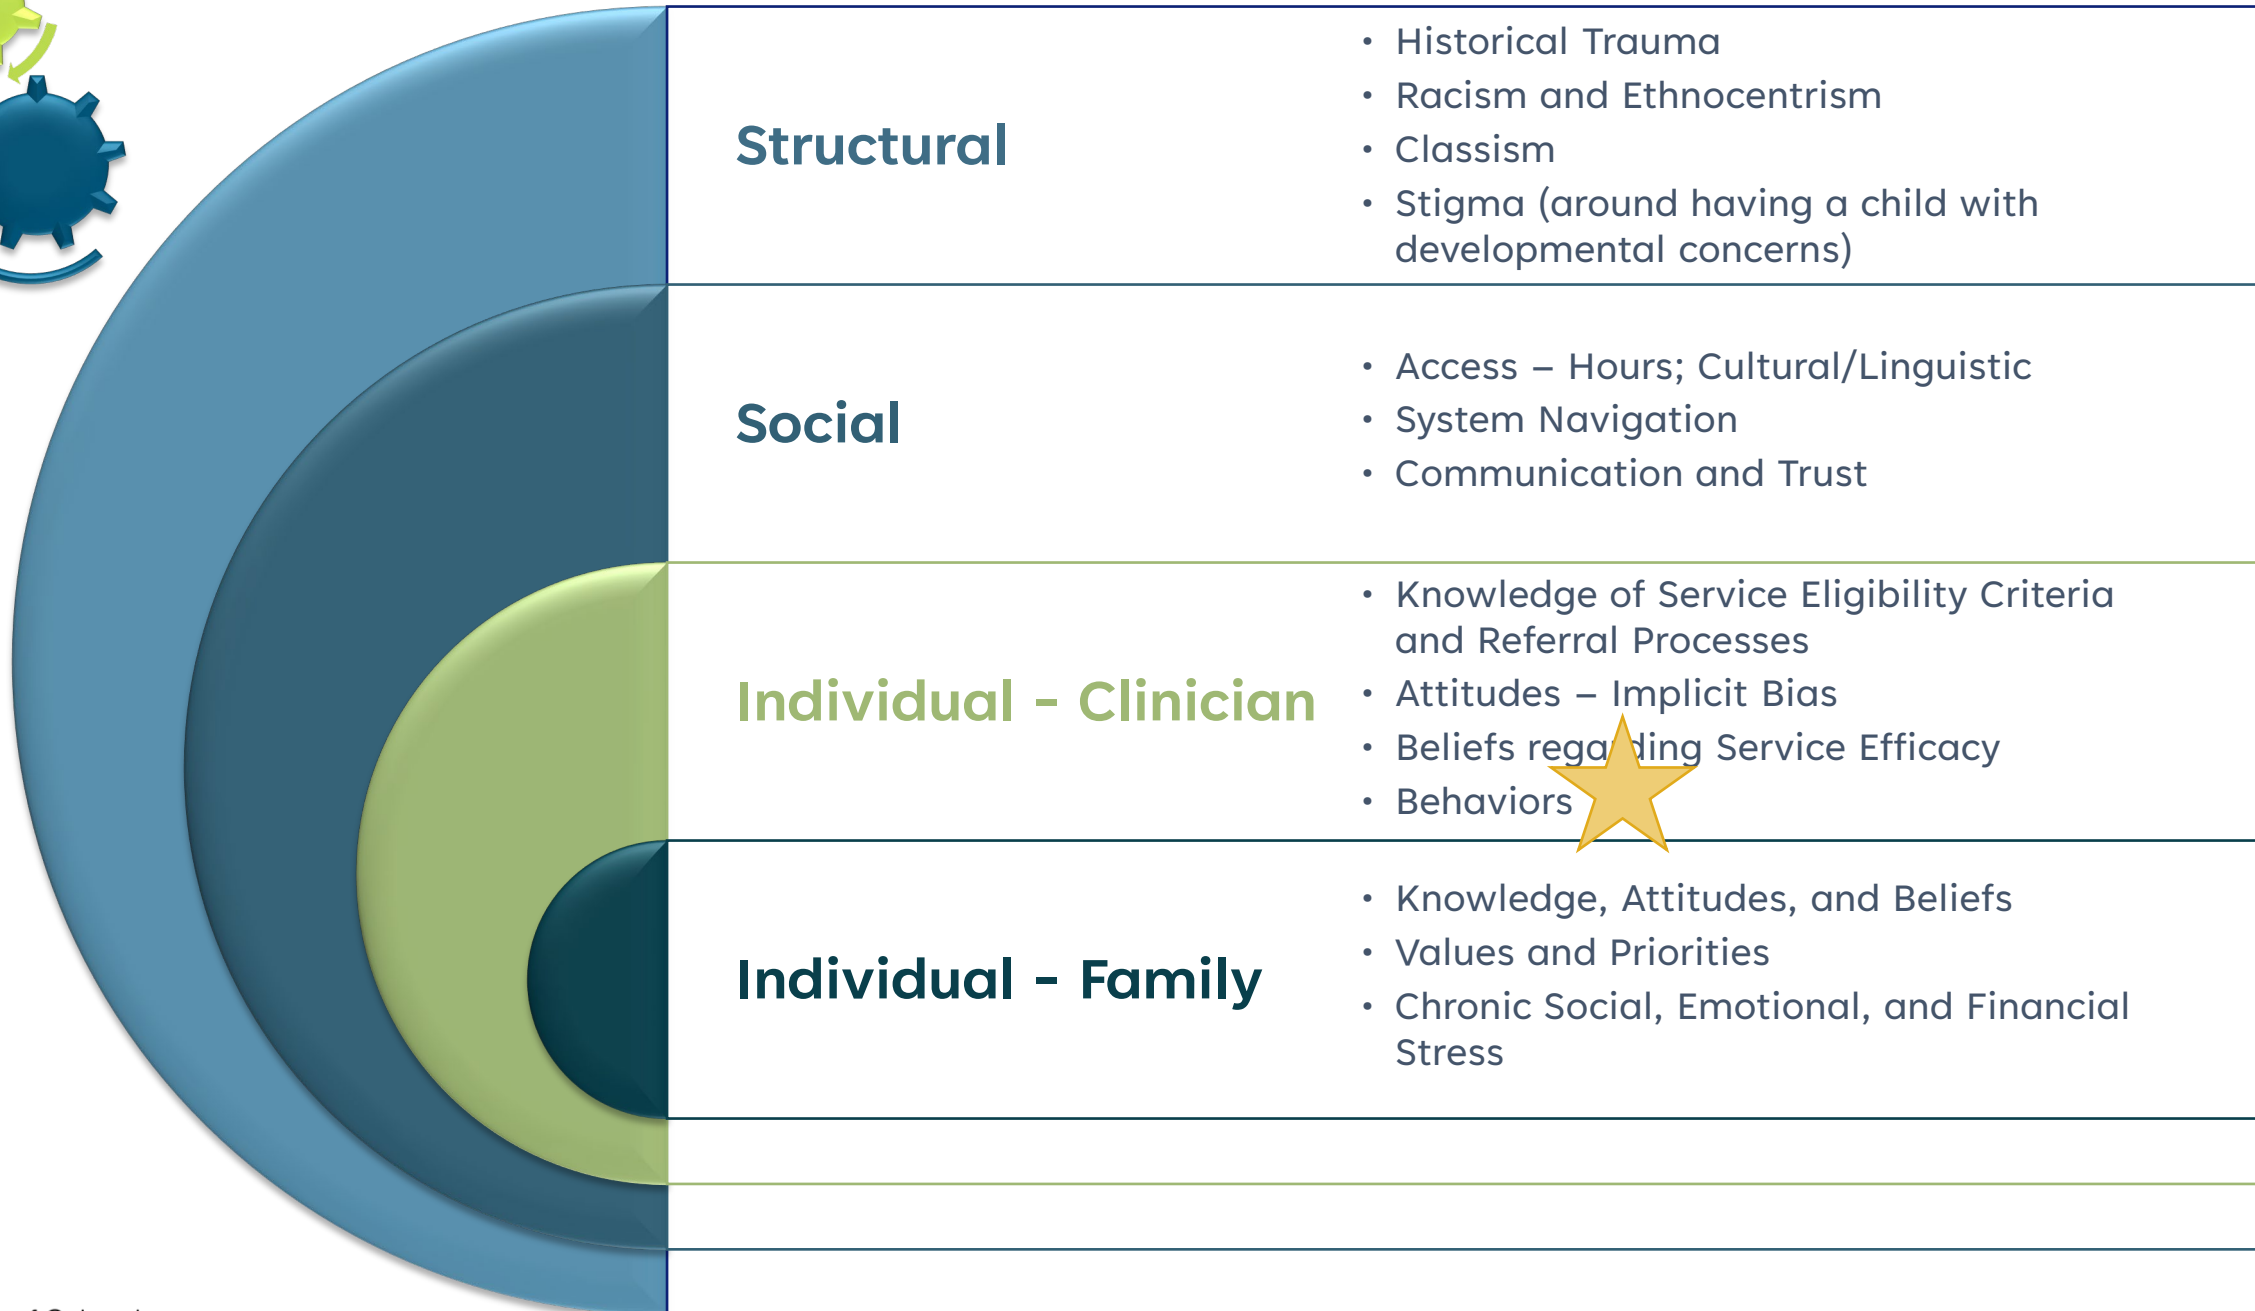 Structural
• Historical Trauma
• Racism and Ethnocentrism
• Classism
• Stigma (around having a child with
developmental concerns)
Social
• Access – Hours; Cultural/Linguistic
• System Navigation
• Communication and Trust
Individual - Clinician
• Knowledge of Service Eligibility Criteria
and Referral Processes
• Attitudes – Implicit Bias
• Beliefs regarding Service Efficacy
• Behaviors
Individual - Family
• Knowledge, Attitudes, and Beliefs
• Values and Priorities
• Chronic Social, Emotional, and Financial
Stress